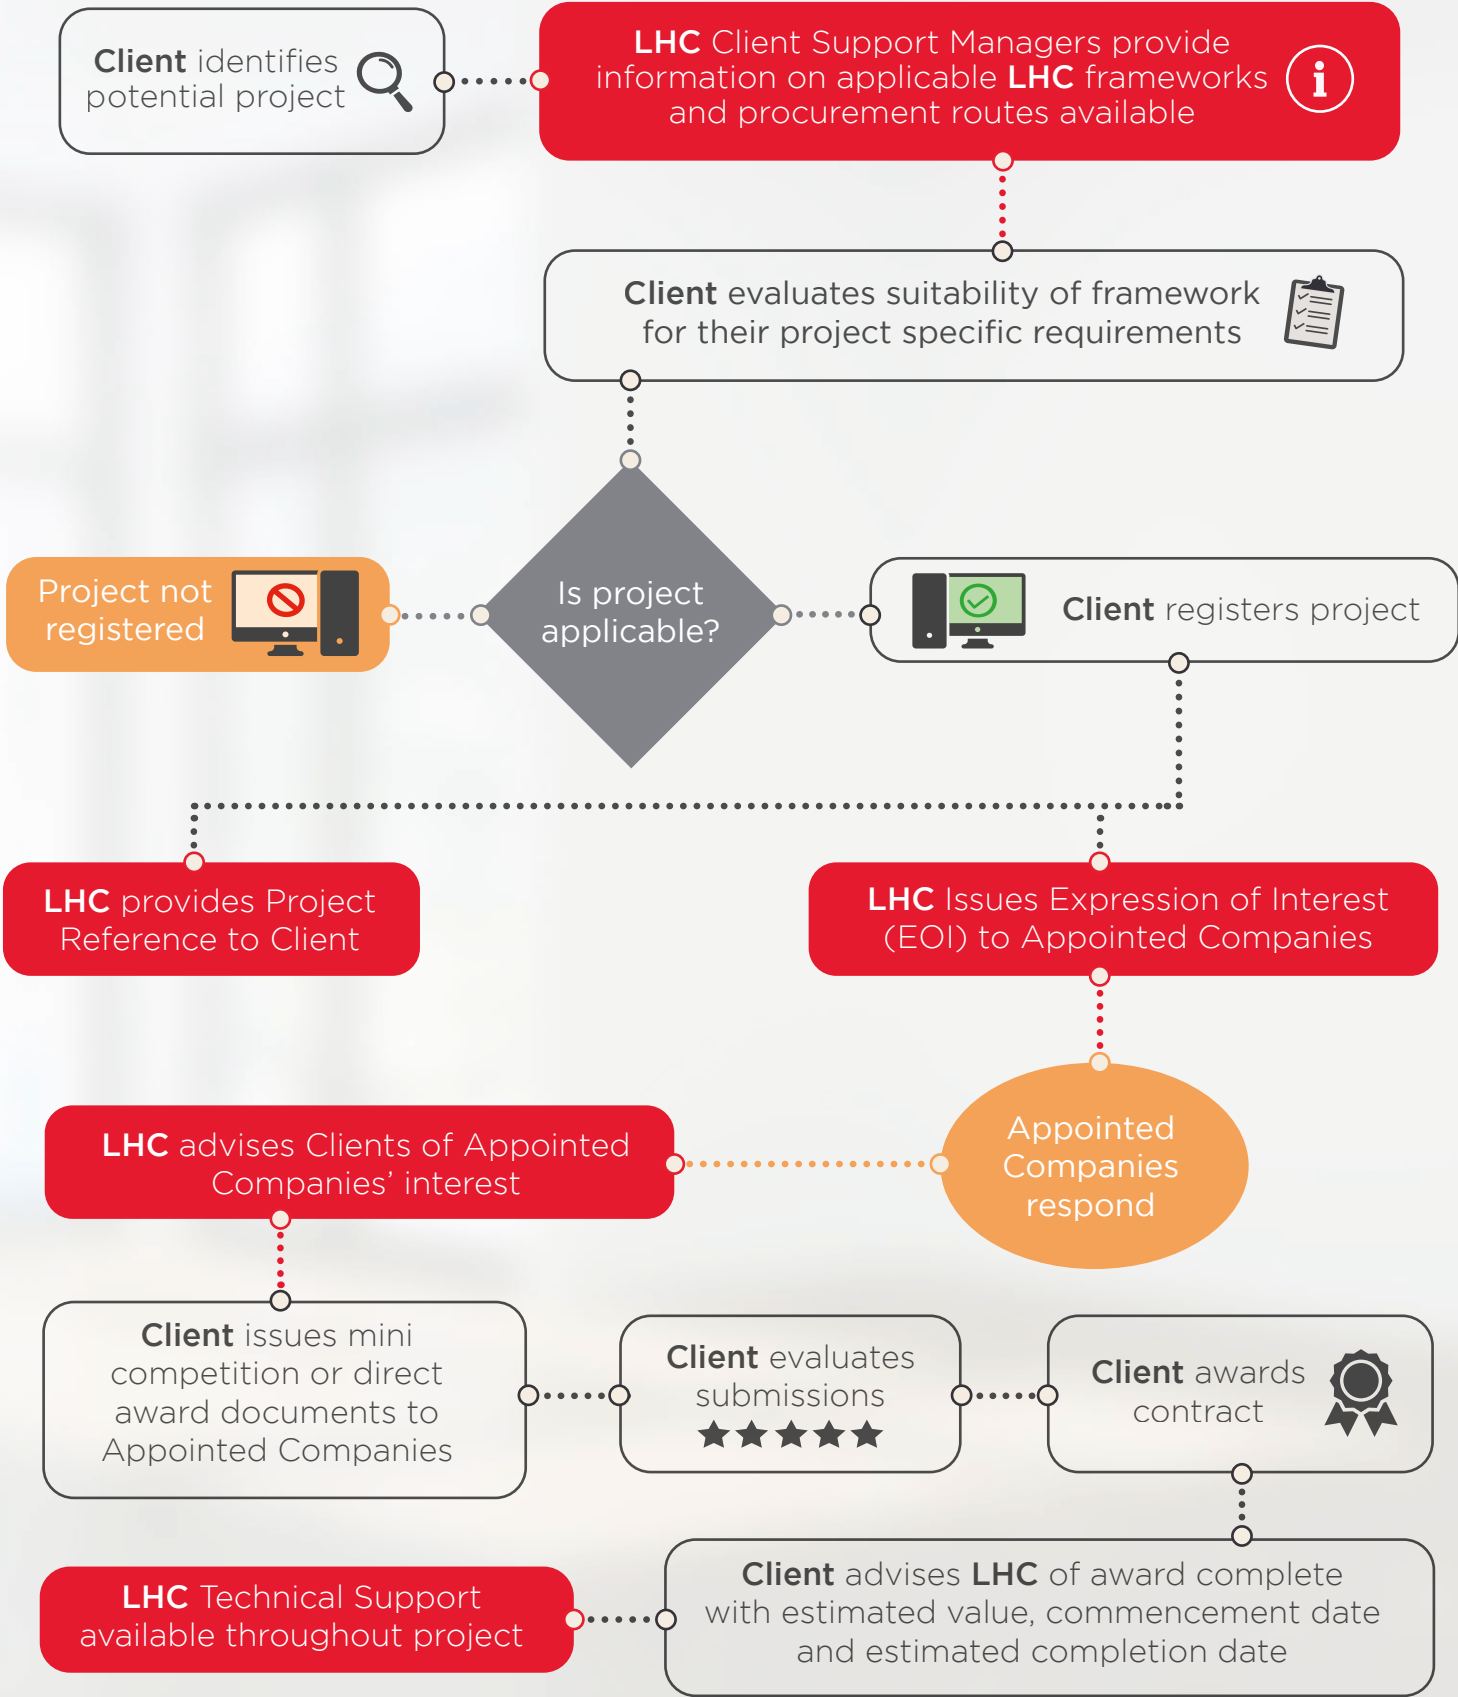 Client identifies
potential project
LHC Client Support Managers provide
information on applicable LHC frameworks
and procurement routes available
Client evaluates suitability of framework
for their project specific requirements
Project not
registered
Is project
applicable?
Client registers project
LHC provides Project
Reference to Client
LHC Issues Expression of Interest
(EOI) to Appointed Companies
Appointed
Companies
respond
LHC advises Clients of Appointed
Companies’ interest
Client issues mini
competition or direct
award documents to
Appointed Companies
Client evaluates
submissions
Client awards
contract
Client advises LHC of award complete
with estimated value, commencement date
and estimated completion date
LHC Technical Support
available throughout project